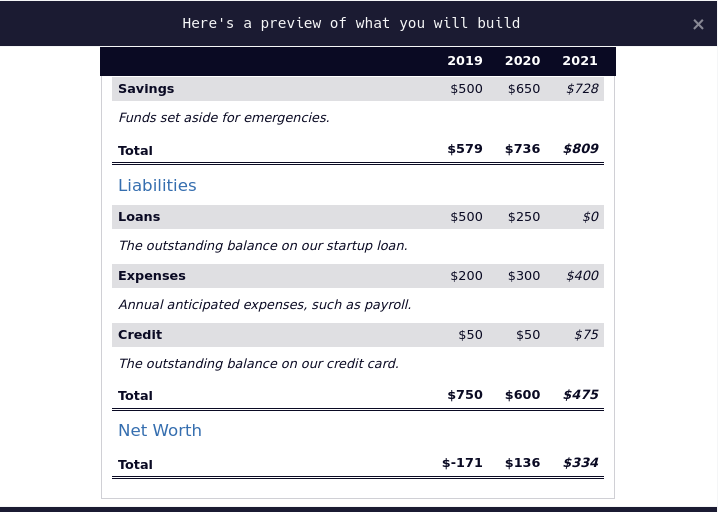 Here's a preview of what you will build ×
2019 2020 2021
Savings $500 $650 $728
Funds set aside for emergencies.
Total $579 $736 $809
Liabilities
Loans $500 $250 $0
The outstanding balance on our startup loan.
Expenses $200 $300 $400
Annual anticipated expenses, such as payroll.
Credit $50 $50 $75
The outstanding balance on our credit card.
Total $750 $600 $475
Net Worth
Total $-171 $136 $334